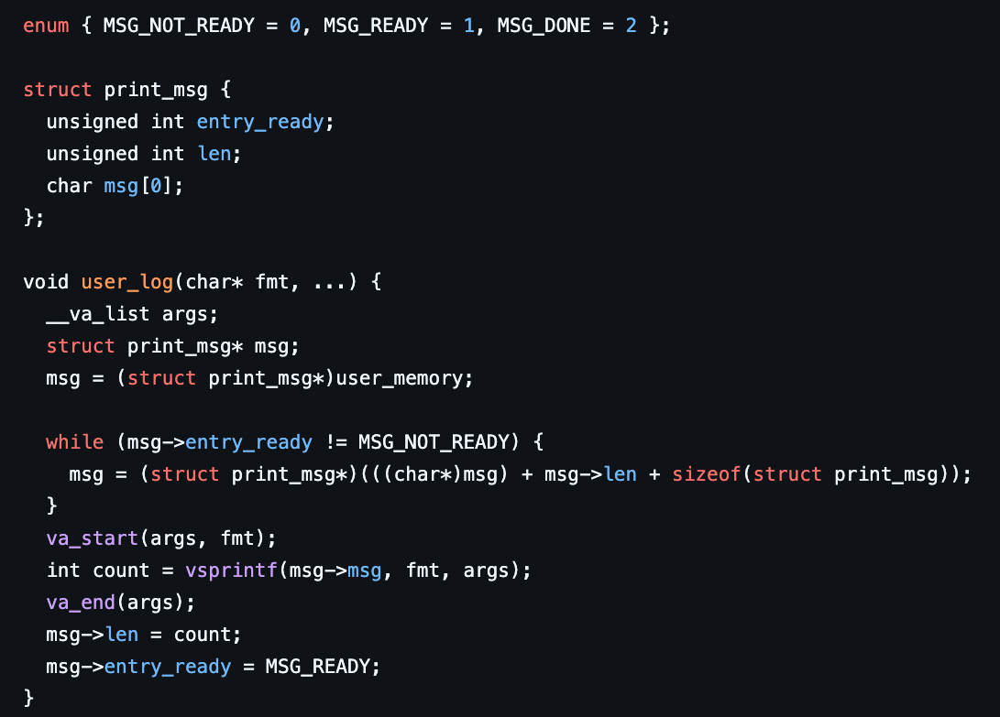 enum { MSG_NOT_READY = 0, MSG_READY = 1, MSG_DONE = 2 };

struct print_msg {
  unsigned int entry_ready;
  unsigned int len;
  char msg[0];
};

void user_log(char* fmt, ...) {
  __va_list args;
  struct print_msg* msg;
  msg = (struct print_msg*)user_memory;

  while (msg->entry_ready != MSG_NOT_READY) {
    msg = (struct print_msg*)(((char*)msg) + msg->len + sizeof(struct print_msg));
  }
  va_start(args, fmt);
  int count = vsprintf(msg->msg, fmt, args);
  va_end(args);
  msg->len = count;
  msg->entry_ready = MSG_READY;
}